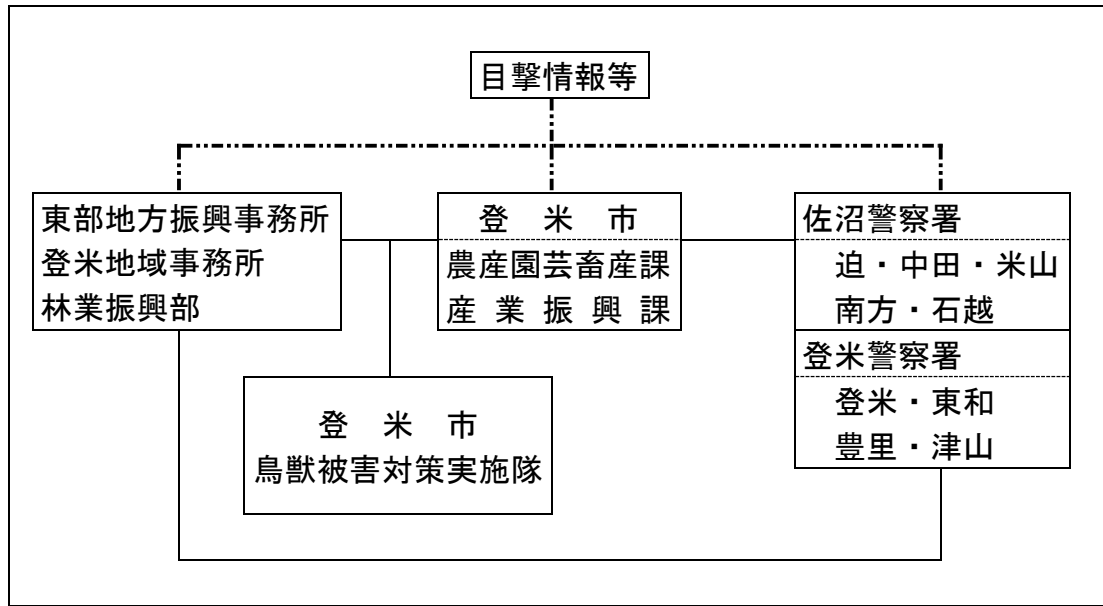 目撃情報等
東部地方振興事務所
登米地域事務所
林業振興部
登　米　市
農産園芸畜産課
産 業 振 興 課
佐沼警察署
迫・中田・米山
南方・石越
登米警察署
登米・東和
豊里・津山
登　米　市
鳥獣被害対策実施隊